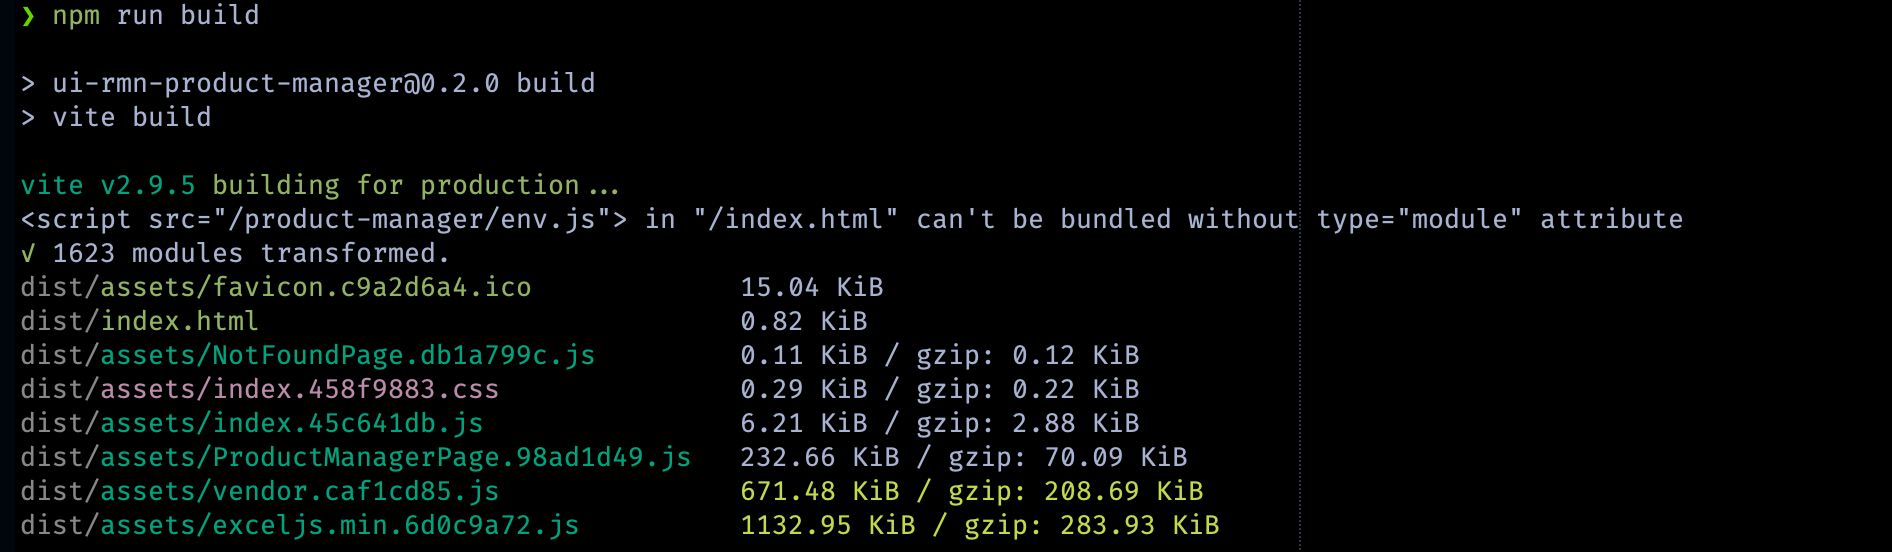 ❯ npm run build
> ui-rmn-product-manager@0.2.0 build
> vite build
vite v2.9.5 building for production...
<script src="/product-manager/env.js"> in "/index.html" can't be bundled without type="module" attribute
✓ 1623 modules transformed.
dist/assets/favicon.c9a2d6a4.ico 15.04 KiB
dist/index.html 0.82 KiB
dist/assets/NotFoundPage.db1a799c.js 0.11 KiB / gzip: 0.12 KiB
dist/assets/index.458f9883.css 0.29 KiB / gzip: 0.22 KiB
dist/assets/index.45c641db.js 6.21 KiB / gzip: 2.88 KiB
dist/assets/ProductManagerPage.98ad1d49.js 232.66 KiB / gzip: 70.09 KiB
dist/assets/vendor.caf1cd85.js 671.48 KiB / gzip: 208.69 KiB
dist/assets/exceljs.min.6d0c9a72.js 1132.95 KiB / gzip: 283.93 KiB